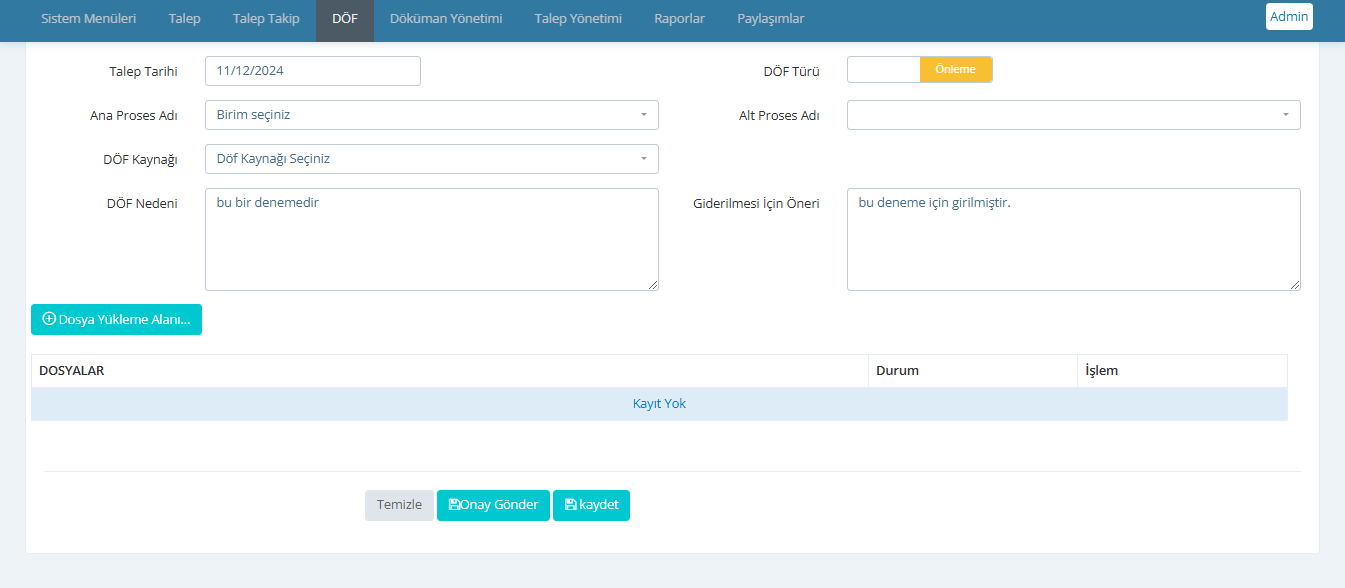 Sistem Menüleri Talep Talep Takip DÖF Döküman Yönetimi Talep Yönetimi Raporlar Paylaşımlar Admin
Talep Tarihi 11/12/2024 DÖF Türü Önleme
Ana Proses Adı Birim seçiniz Alt Proses Adı
DÖF Kaynağı Döf Kaynağı Seçiniz
DÖF Nedeni bu bir denemedir Giderilmesi İçin Öneri bu deneme için girilmiştir.
Dosya Yükleme Alanı...
DOSYALAR Durum İşlem
Kayıt Yok
Temizle Onay Gönder kaydet